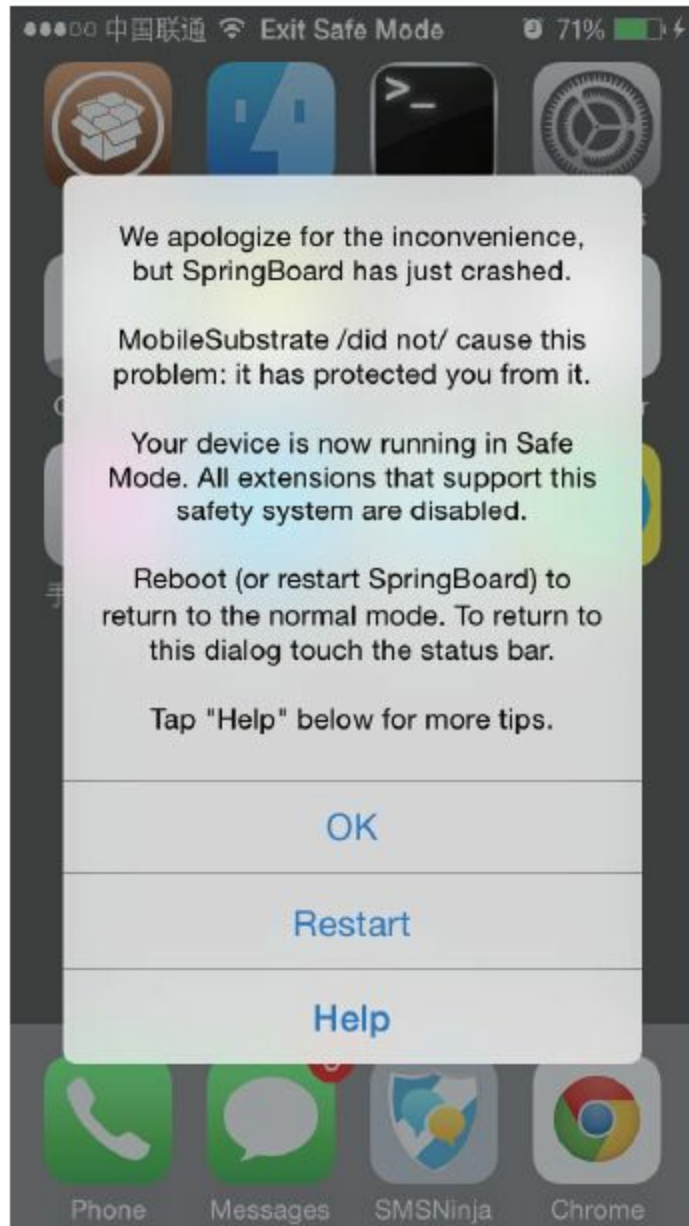 中国联通 Exit Safe Mode 71%
>_
s
We apologize for the inconvenience,
but SpringBoard has just crashed.
MobileSubstrate /did not/ cause this
problem: it has protected you from it.
r
Your device is now running in Safe
Mode. All extensions that support this
safety system are disabled.
手
Reboot (or restart SpringBoard) to
return to the normal mode. To return to
this dialog touch the status bar.
Tap "Help" below for more tips.
OK
Restart
Help
Phone Messages SMSNinja Chrome